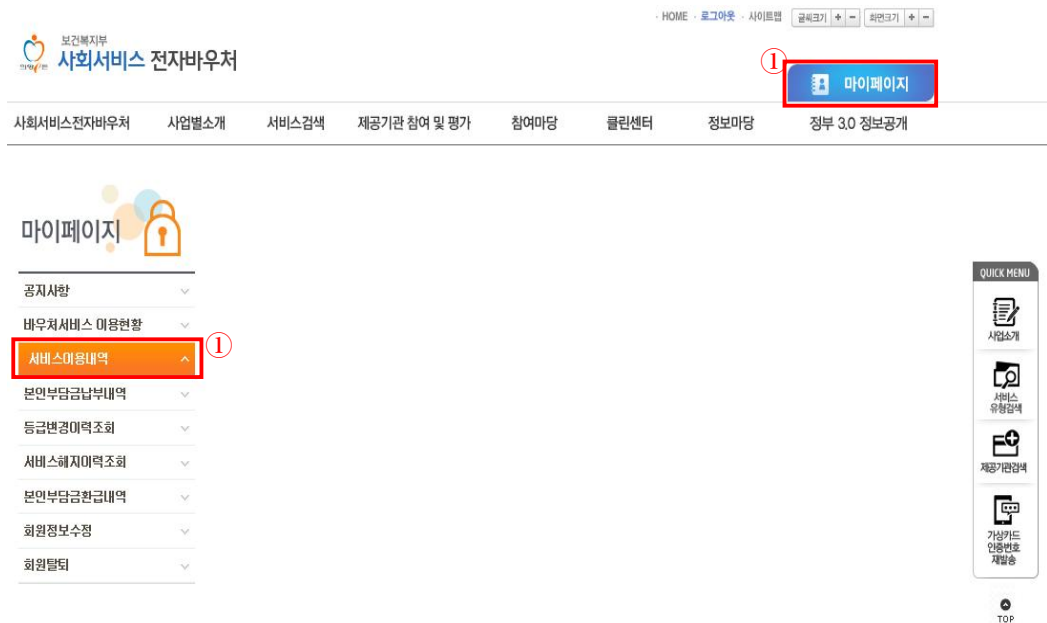 · HOME · 로그아웃 · 사이트맵 글씨크기 + - 화면크기 + -
보건복지부
사회서비스 전자바우처
①
마이페이지
사회서비스전자바우처 사업별소개 서비스검색 제공기관 참여 및 평가 참여마당 클린센터 정보마당 정부 3.0 정보공개
마이페이지
공지사항
바우처서비스 이용현황
서비스이용내역
①
본인부담금납부내역
등급변경이력조회
서비스해지이력조회
본인부담금환급내역
회원정보수정
회원탈퇴
QUICK MENU
사업소개
서비스
유형검색
제공기관검색
가상카드
인증번호
재발송
TOP